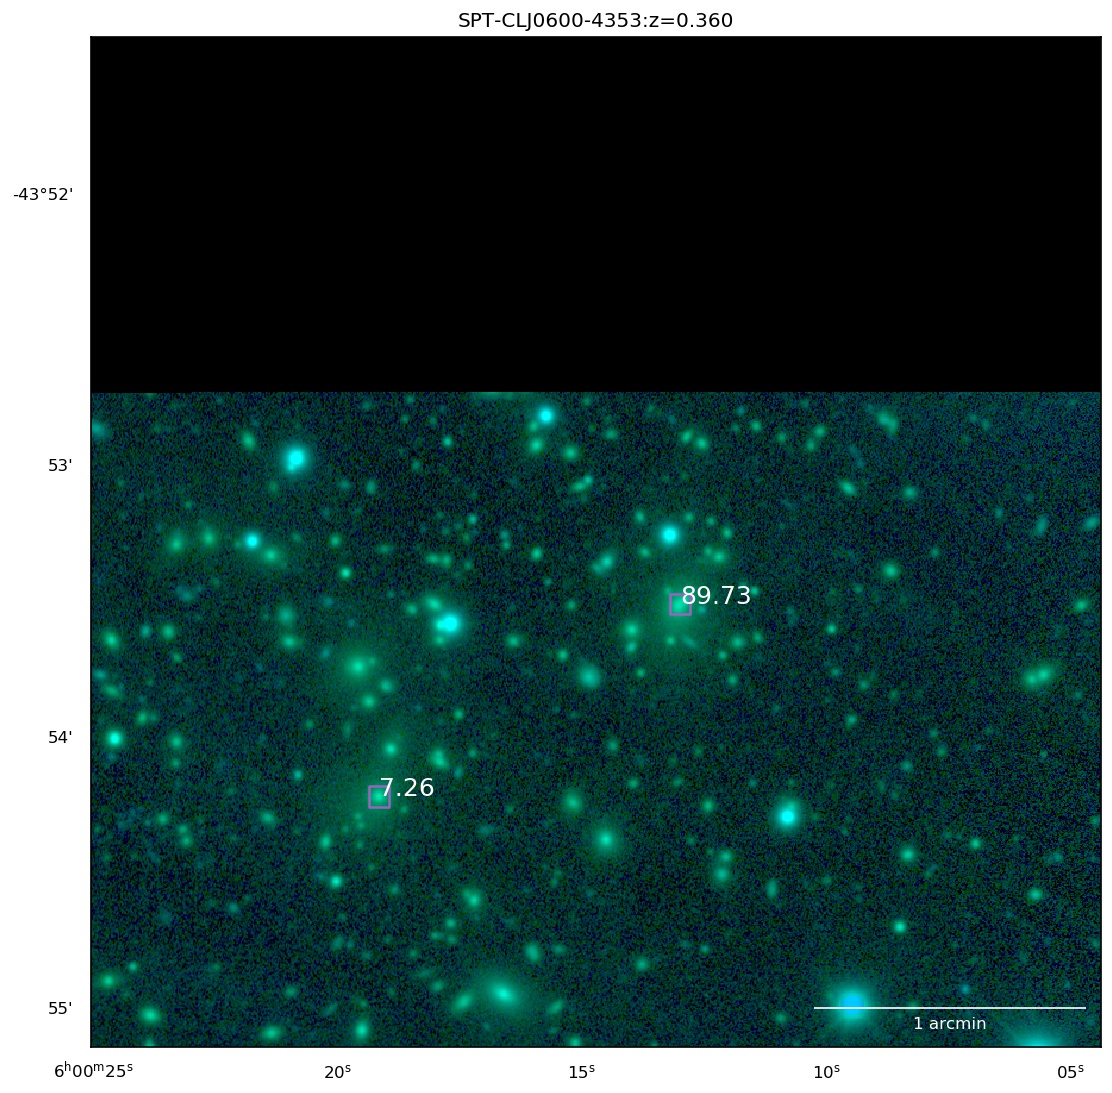 SPT-CLJ0600-4353:z=0.360
-43°52'
53'
89.73
54'
7.26
55'
1 arcmin
6ʰ00ᵐ25ˢ 20ˢ 15ˢ 10ˢ 05ˢ